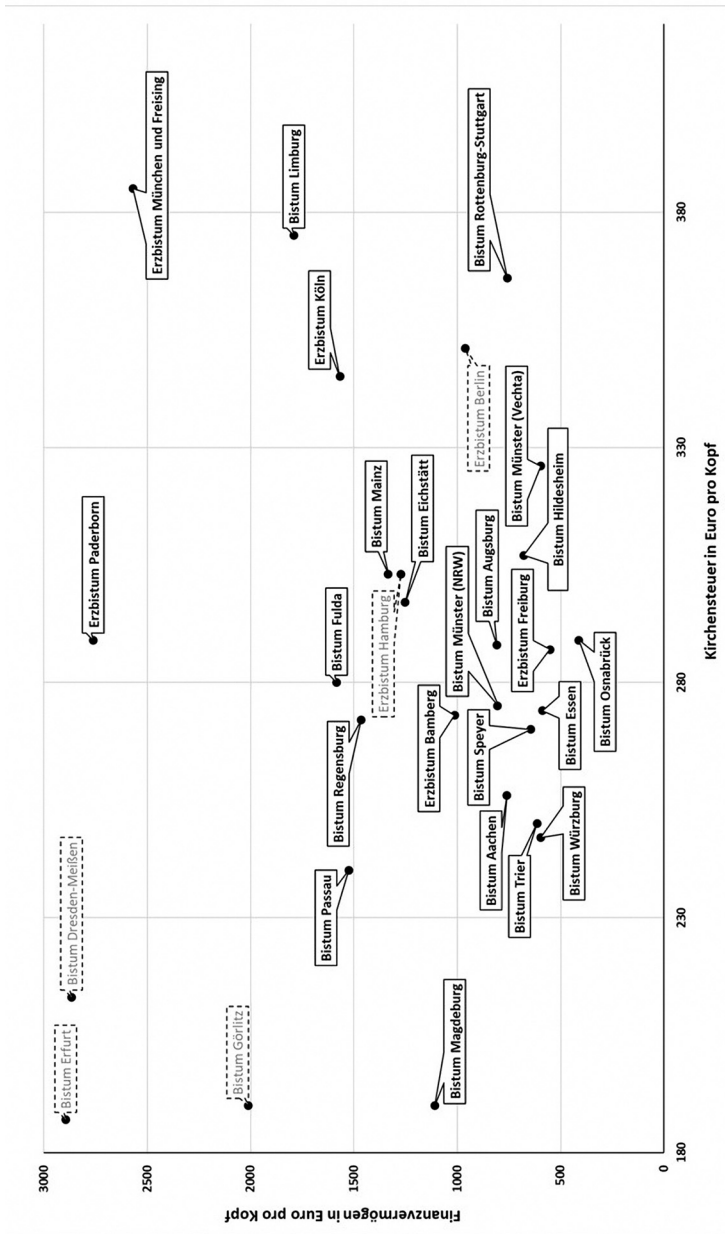 Finanzvermögen in Euro pro Kopf
3000
2500
2000
1500
1000
500
0
Bistum Erfurt
Bistum Dresden-Meißen
Erzbistum Paderborn
Erzbistum München und Freising
Bistum Görlitz
Bistum Limburg
Bistum Fulda
Erzbistum Köln
Bistum Passau
Bistum Regensburg
Erzbistum Hamburg
Bistum Mainz
Bistum Eichstätt
Bistum Magdeburg
Erzbistum Bamberg
Bistum Münster (NRW)
Bistum Augsburg
Erzbistum Berlin
Bistum Rottenburg-Stuttgart
Bistum Aachen
Bistum Speyer
Erzbistum Freiburg
Bistum Münster (Vechta)
Bistum Trier
Bistum Würzburg
Bistum Essen
Bistum Osnabrück
Bistum Hildesheim
180
230
280
330
380
Kirchensteuer in Euro pro Kopf